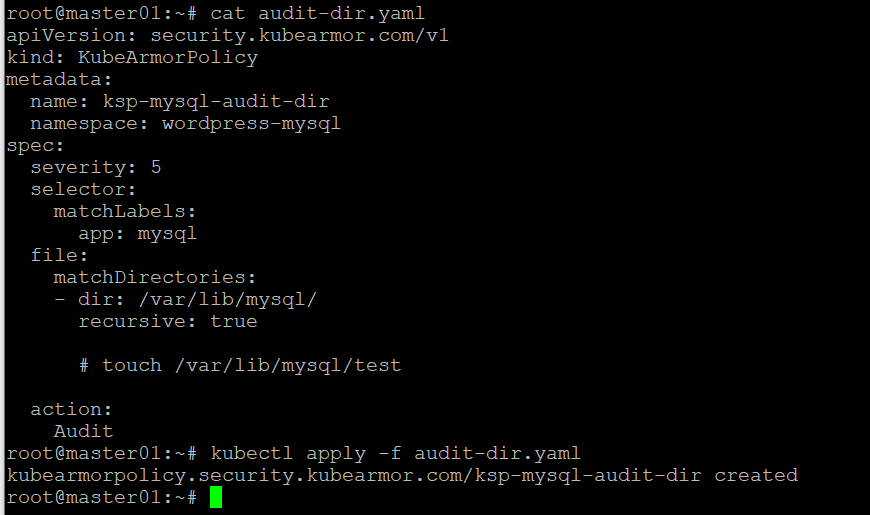 root@master01:~# cat audit-dir.yaml
apiVersion: security.kubearmor.com/v1
kind: KubeArmorPolicy
metadata:
  name: ksp-mysql-audit-dir
  namespace: wordpress-mysql
spec:
  severity: 5
  selector:
    matchLabels:
      app: mysql
  file:
    matchDirectories:
    - dir: /var/lib/mysql/
      recursive: true
      # touch /var/lib/mysql/test
  action:
    Audit
root@master01:~# kubectl apply -f audit-dir.yaml
kubearmorpolicy.security.kubearmor.com/ksp-mysql-audit-dir created
root@master01:~#